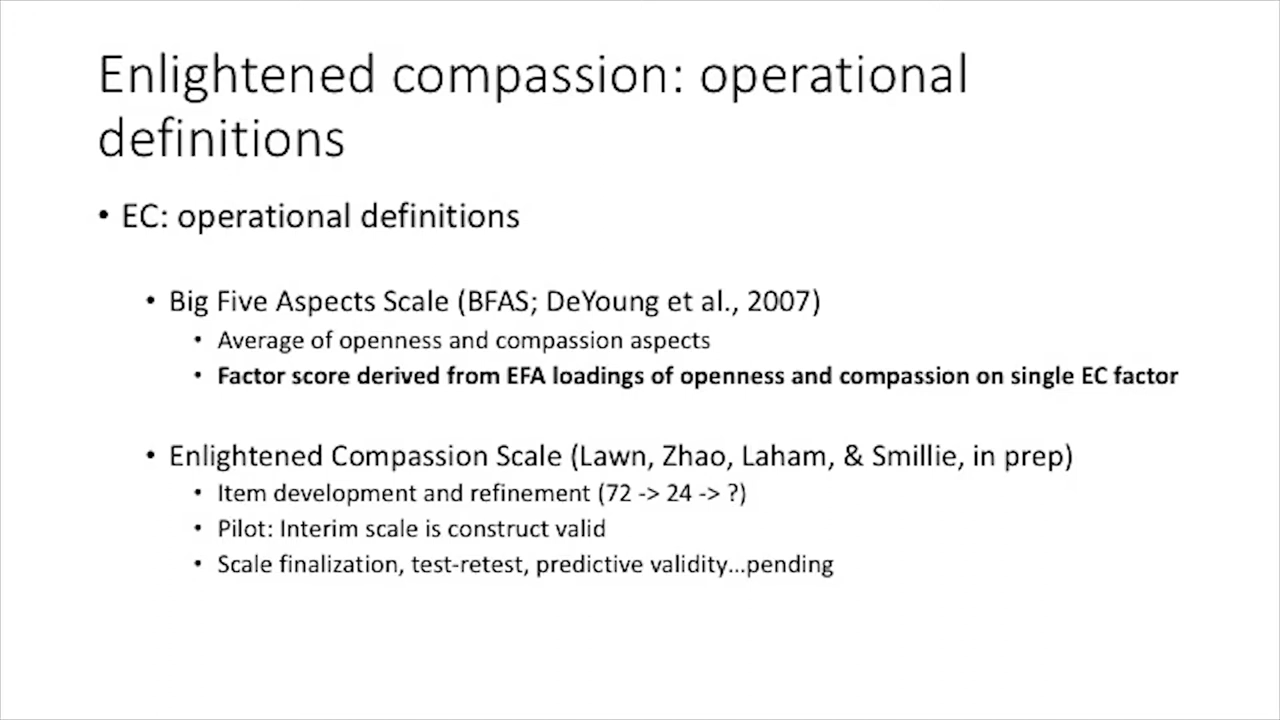 Enlightened compassion: operational
definitions
• EC: operational definitions
• Big Five Aspects Scale (BFAS; DeYoung et al., 2007)
• Average of openness and compassion aspects
• Factor score derived from EFA loadings of openness and compassion on single EC factor
• Enlightened Compassion Scale (Lawn, Zhao, Laham, & Smillie, in prep)
• Item development and refinement (72 -> 24 -> ?)
• Pilot: Interim scale is construct valid
• Scale finalization, test-retest, predictive validity...pending